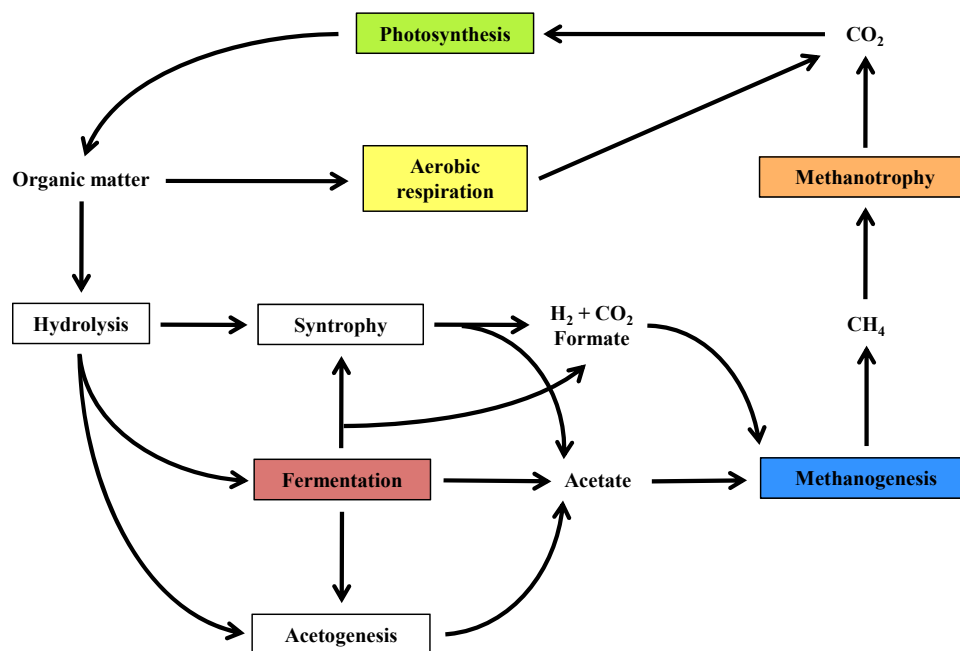 Photosynthesis
CO₂
Organic matter
Aerobic
respiration
Methanotrophy
Hydrolysis
Syntrophy
H₂ + CO₂
Formate
CH₄
Fermentation
Acetate
Methanogenesis
Acetogenesis